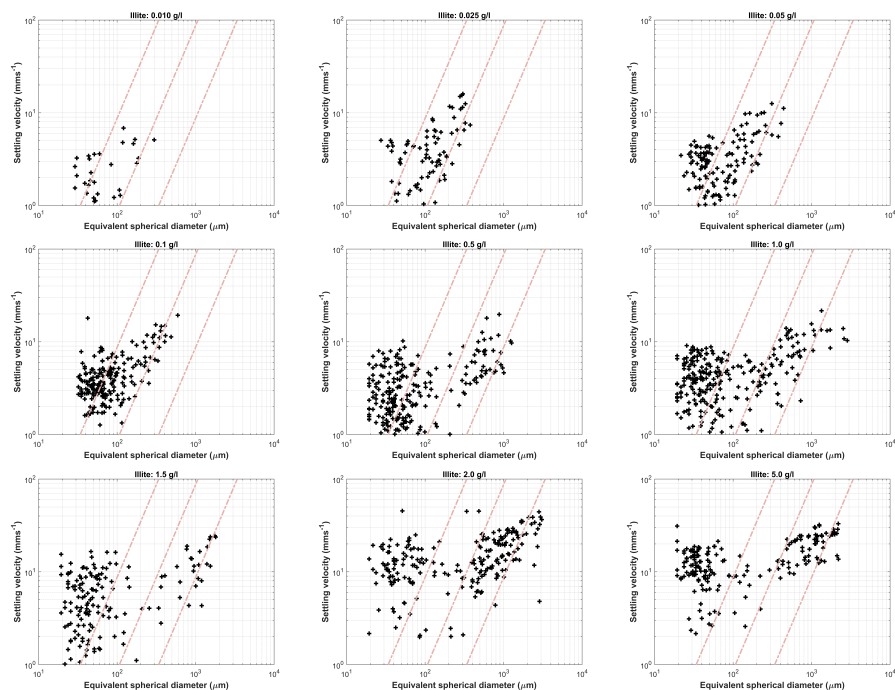 Illite: 0.010 g/l
Illite: 0.025 g/l
Illite: 0.05 g/l
Settling velocity (mms⁻¹)
10²
10¹
10⁰
10¹
10²
10³
10⁴
Equivalent spherical diameter (μm)
Settling velocity (mms⁻¹)
10²
10¹
10⁰
10¹
10²
10³
10⁴
Equivalent spherical diameter (μm)
Settling velocity (mms⁻¹)
10²
10¹
10⁰
10¹
10²
10³
10⁴
Equivalent spherical diameter (μm)
Illite: 0.1 g/l
Illite: 0.5 g/l
Illite: 1.0 g/l
Settling velocity (mms⁻¹)
10²
10¹
10⁰
10¹
10²
10³
10⁴
Equivalent spherical diameter (μm)
Settling velocity (mms⁻¹)
10²
10¹
10⁰
10¹
10²
10³
10⁴
Equivalent spherical diameter (μm)
Settling velocity (mms⁻¹)
10²
10¹
10⁰
10¹
10²
10³
10⁴
Equivalent spherical diameter (μm)
Illite: 1.5 g/l
Illite: 2.0 g/l
Illite: 5.0 g/l
Settling velocity (mms⁻¹)
10²
10¹
10⁰
10¹
10²
10³
10⁴
Equivalent spherical diameter (μm)
Settling velocity (mms⁻¹)
10²
10¹
10⁰
10¹
10²
10³
10⁴
Equivalent spherical diameter (μm)
Settling velocity (mms⁻¹)
10²
10¹
10⁰
10¹
10²
10³
10⁴
Equivalent spherical diameter (μm)